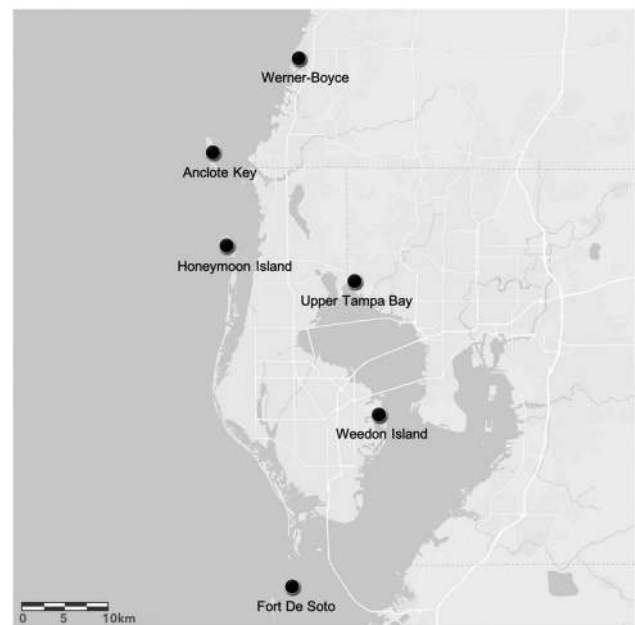 Werner-Boyce
Anclote Key
Honeymoon Island
Upper Tampa Bay
Weedon Island
Fort De Soto
0 5 10km